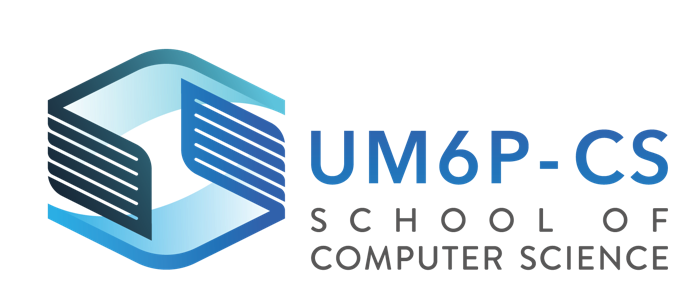 UM6P-CS
SCHOOL OF
COMPUTER SCIENCE